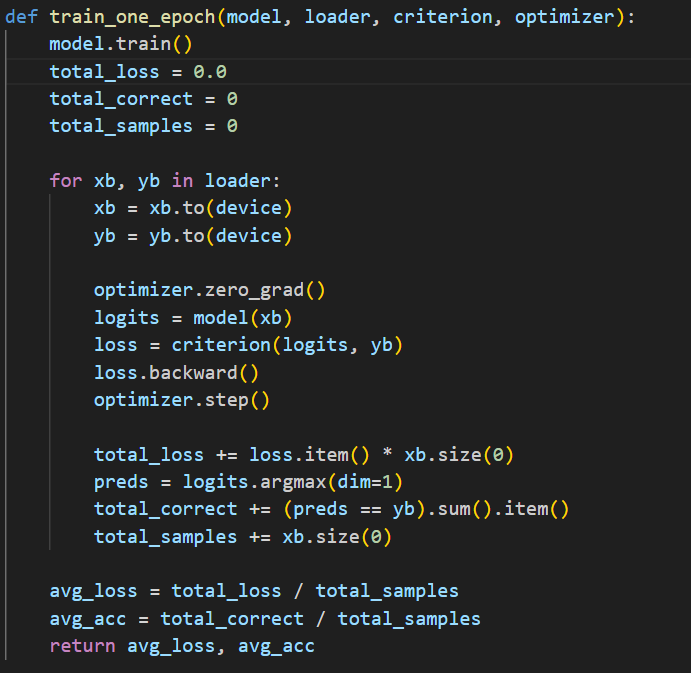 def train_one_epoch(model, loader, criterion, optimizer):
    model.train()
    total_loss = 0.0
    total_correct = 0
    total_samples = 0

    for xb, yb in loader:
        xb = xb.to(device)
        yb = yb.to(device)

        optimizer.zero_grad()
        logits = model(xb)
        loss = criterion(logits, yb)
        loss.backward()
        optimizer.step()

        total_loss += loss.item() * xb.size(0)
        preds = logits.argmax(dim=1)
        total_correct += (preds == yb).sum().item()
        total_samples += xb.size(0)

    avg_loss = total_loss / total_samples
    avg_acc = total_correct / total_samples
    return avg_loss, avg_acc